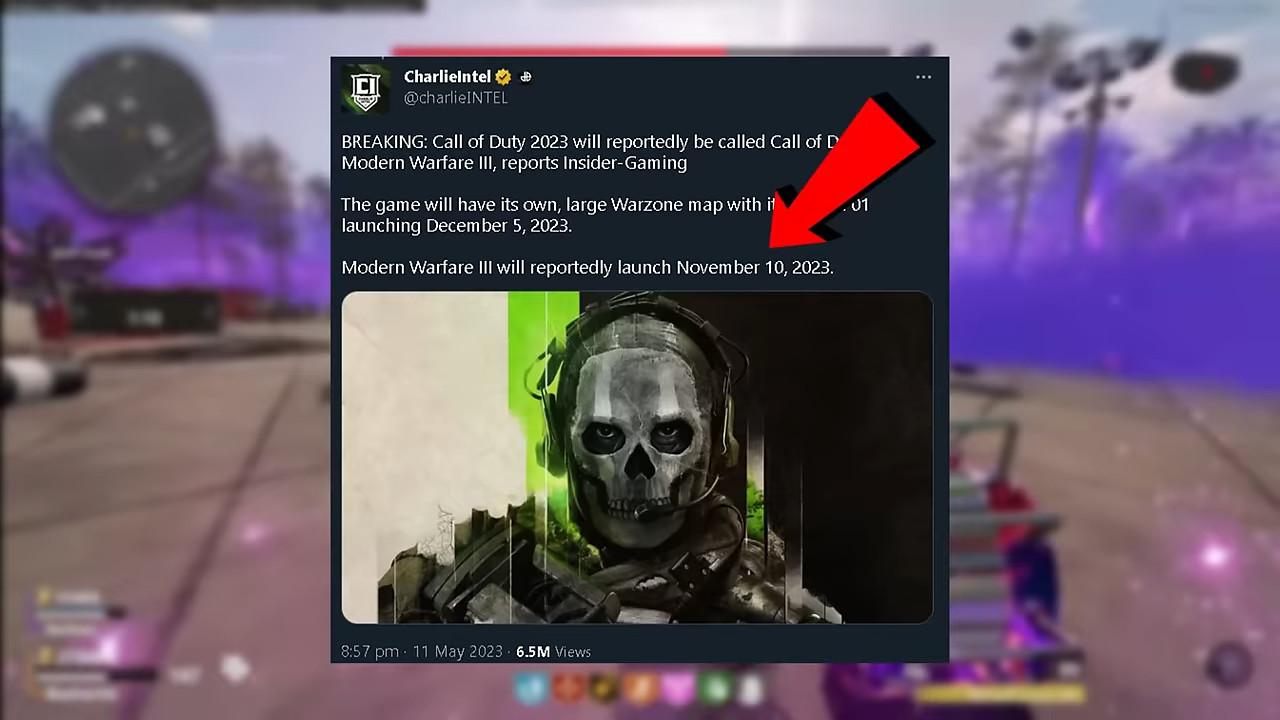 CharlieIntel
@charlieINTEL
BREAKING: Call of Duty 2023 will reportedly be called Call of D
Modern Warfare III, reports Insider-Gaming
The game will have its own, large Warzone map with 01
launching December 5, 2023.
Modern Warfare III will reportedly launch November 10, 2023.
CI
8:57 pm · 11 May 2023 · 6.5M Views